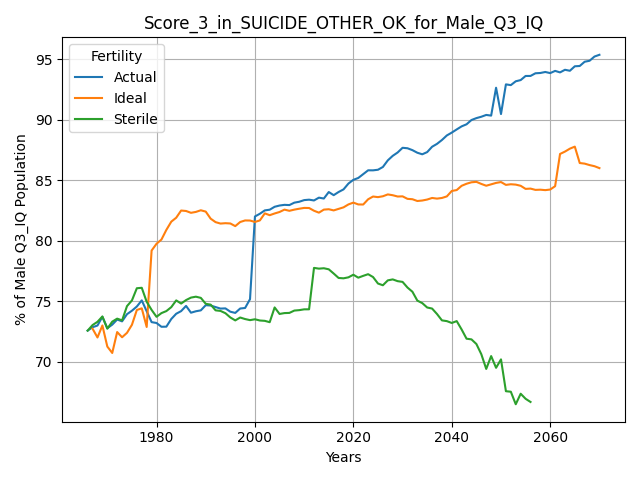 Score_3_in_SUICIDE_OTHER_OK_for_Male_Q3_IQ
Fertility
Actual
Ideal
Sterile
% of Male Q3_IQ Population
95
90
85
80
75
70
1980
2000
2020
2040
2060
Years